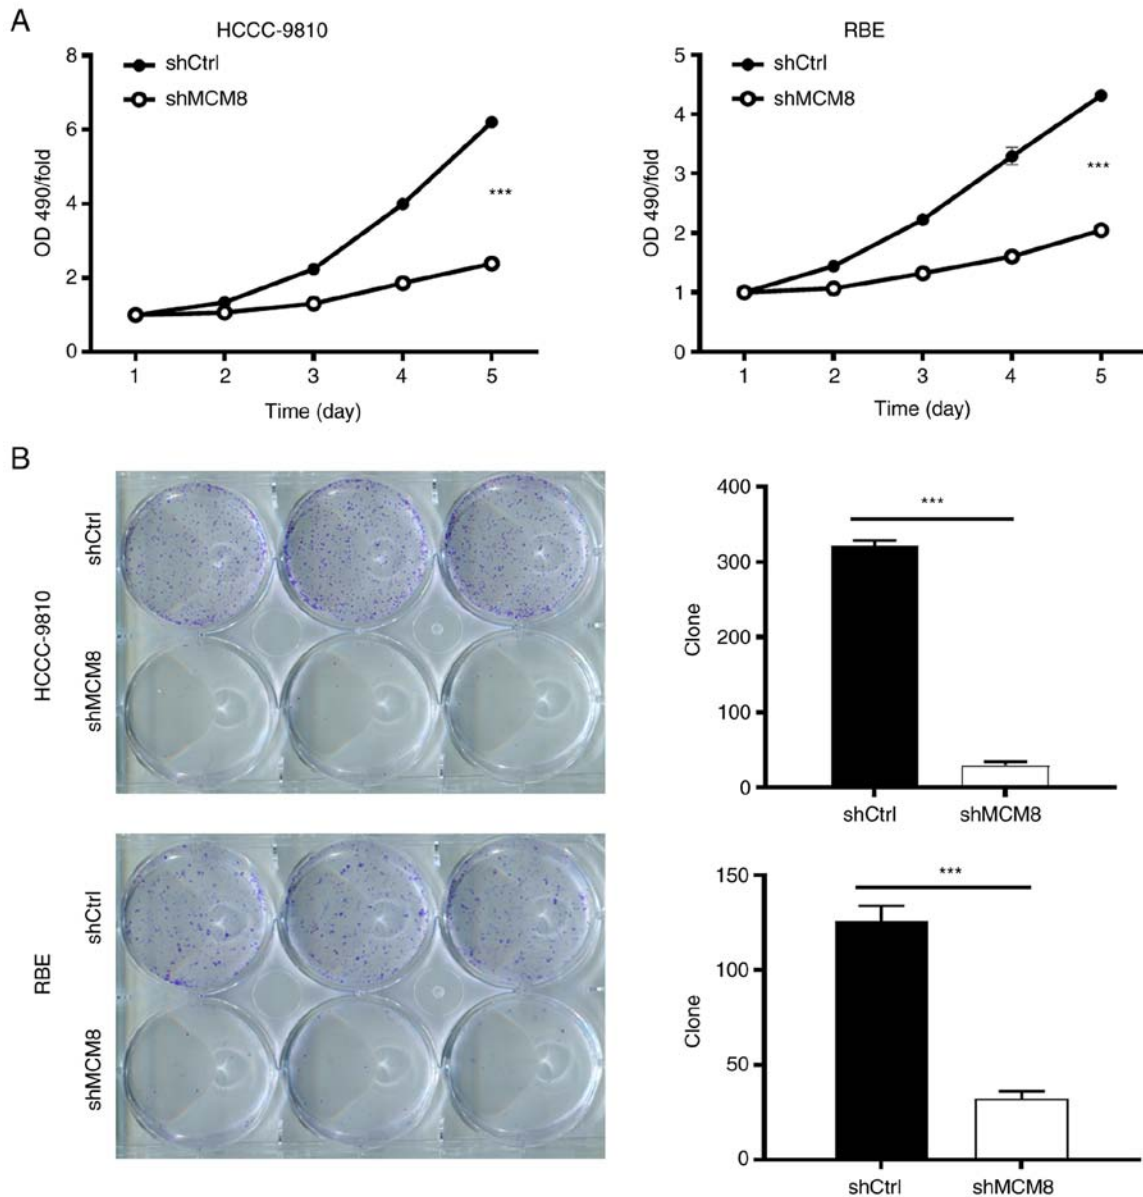 A
HCCC-9810
shCtrl
shMCM8
OD 490/fold
8
6
4
2
0
***
1 2 3 4 5
Time (day)
RBE
shCtrl
shMCM8
OD 490/fold
5
4
3
2
1
0
***
1 2 3 4 5
Time (day)
B
HCCC-9810
shCtrl
shMCM8
Clone
400
300
200
100
0
***
shCtrl shMCM8
RBE
shCtrl
shMCM8
Clone
150
100
50
0
***
shCtrl shMCM8